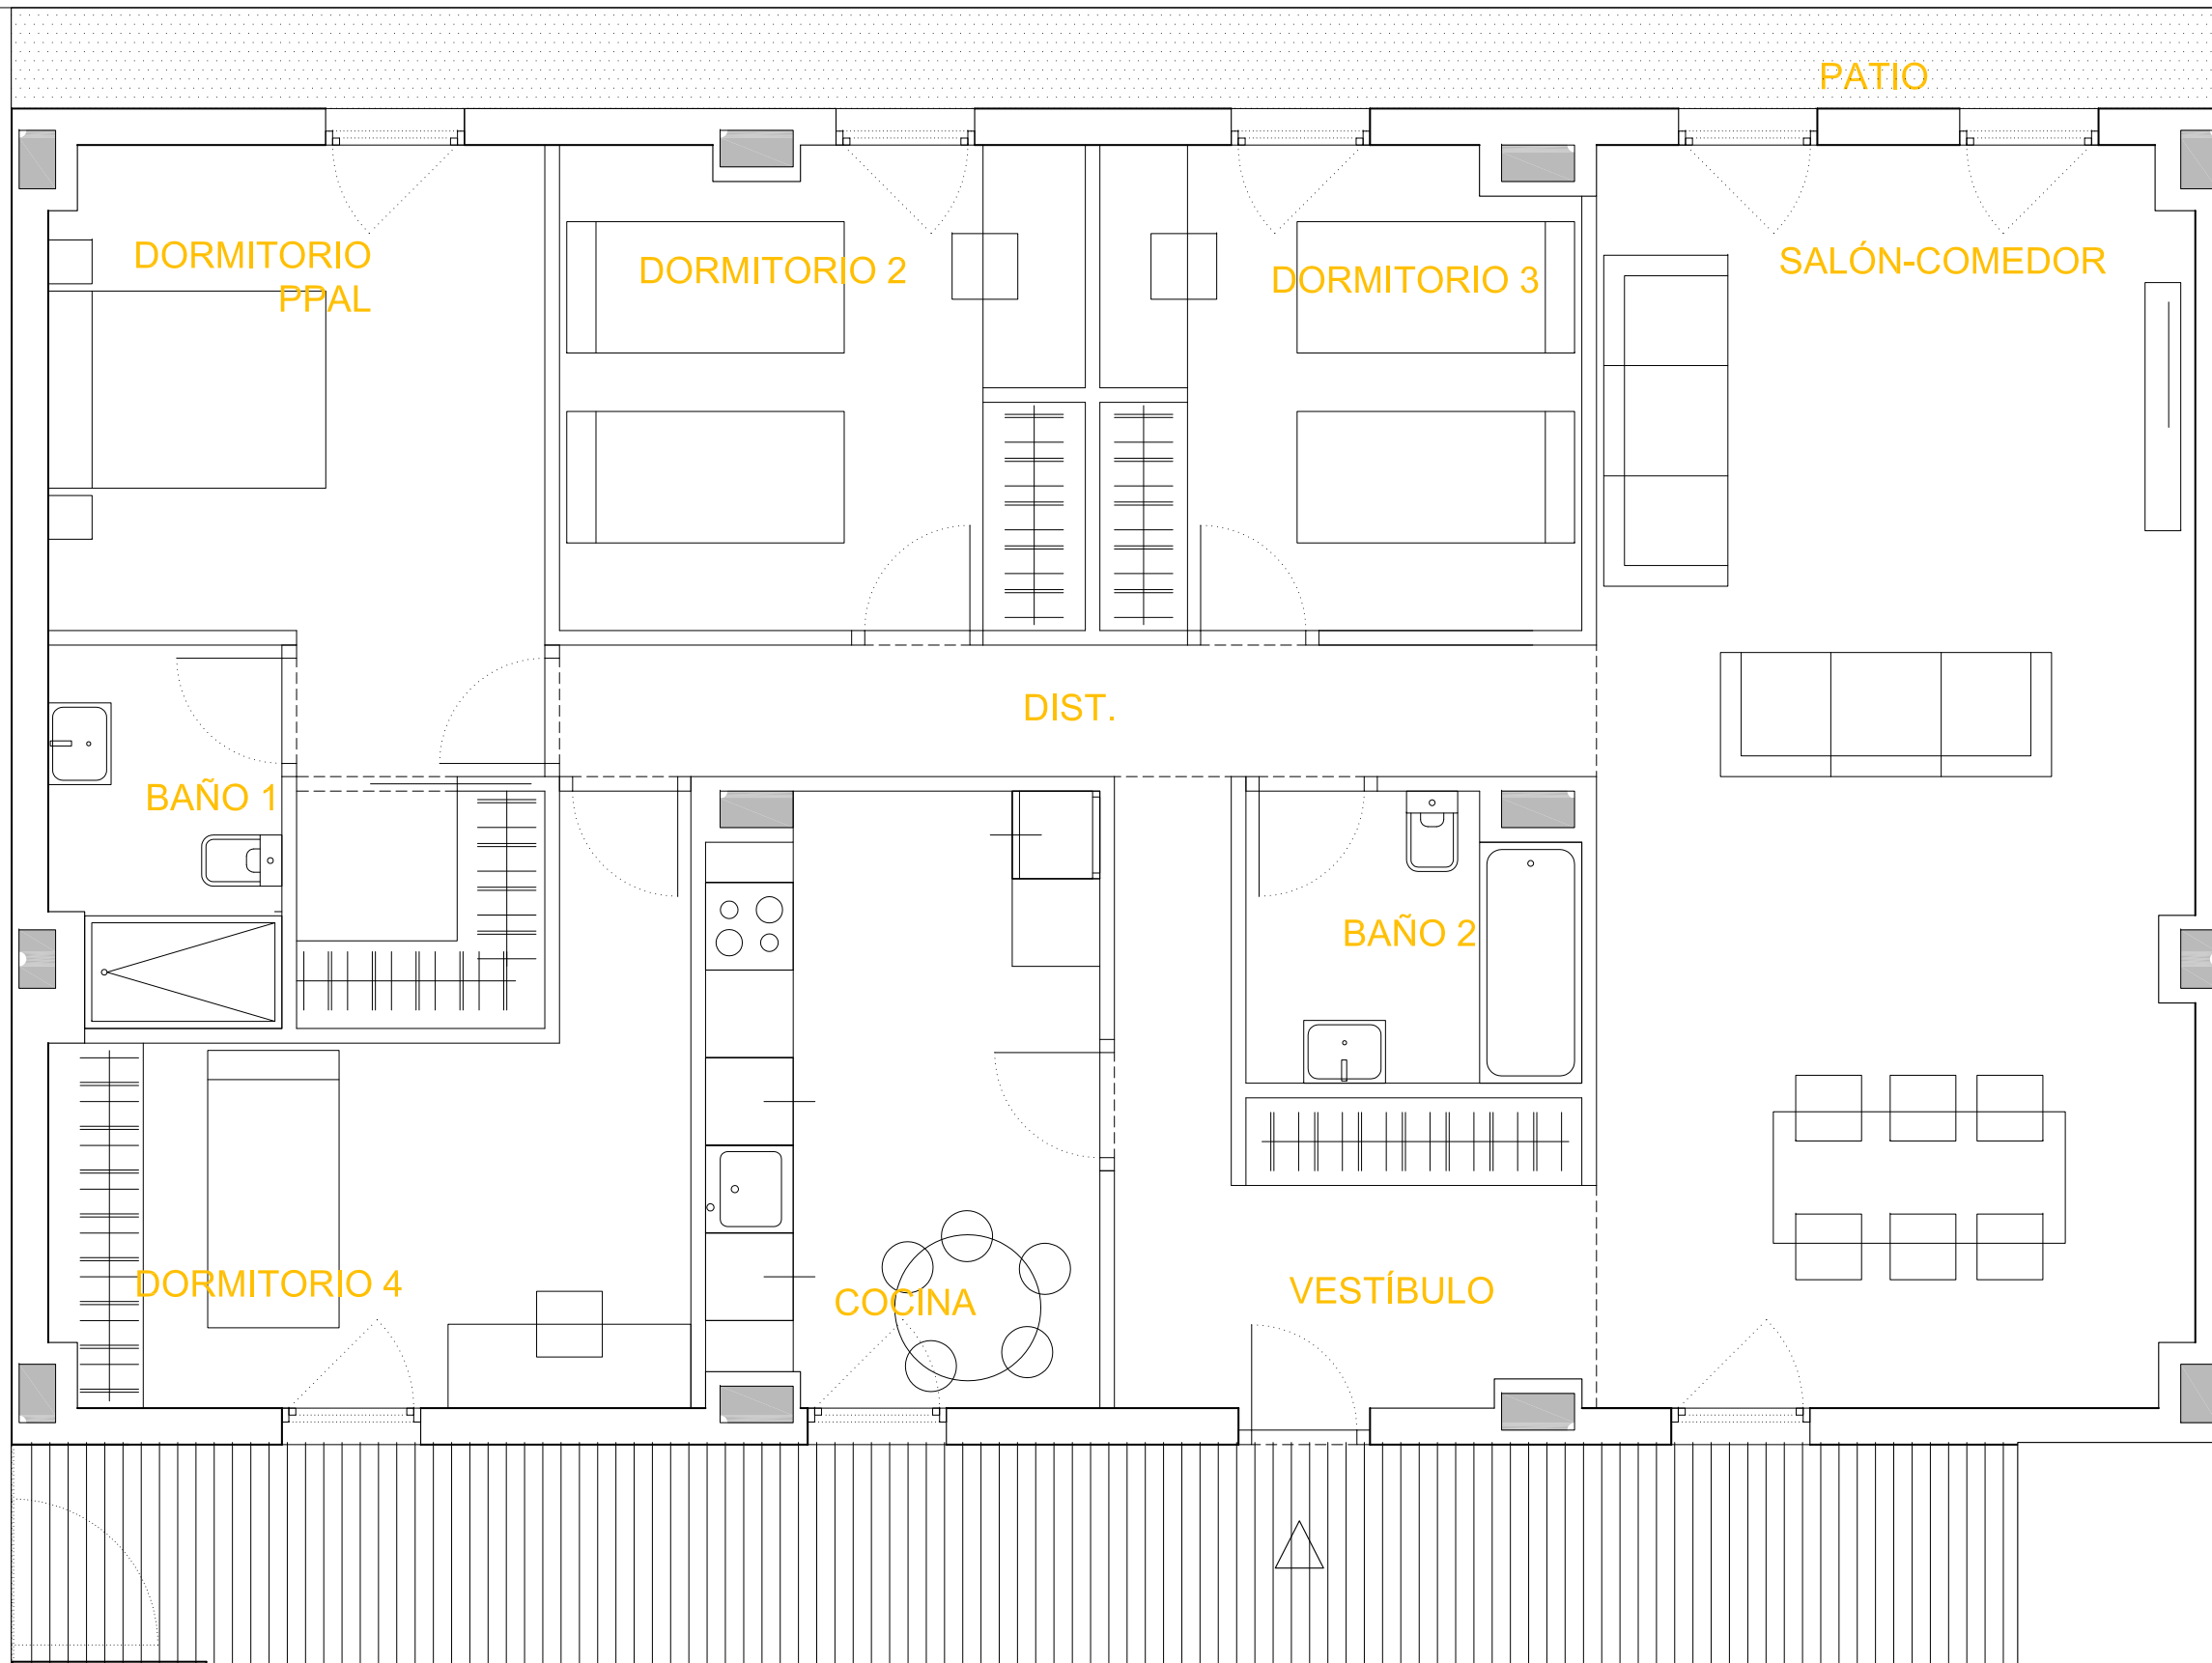 PATIO
DORMITORIO
PPAL
DORMITORIO 2
DORMITORIO 3
SALÓN-COMEDOR
DIST.
BAÑO 1
BAÑO 2
DORMITORIO 4
COCINA
VESTÍBULO